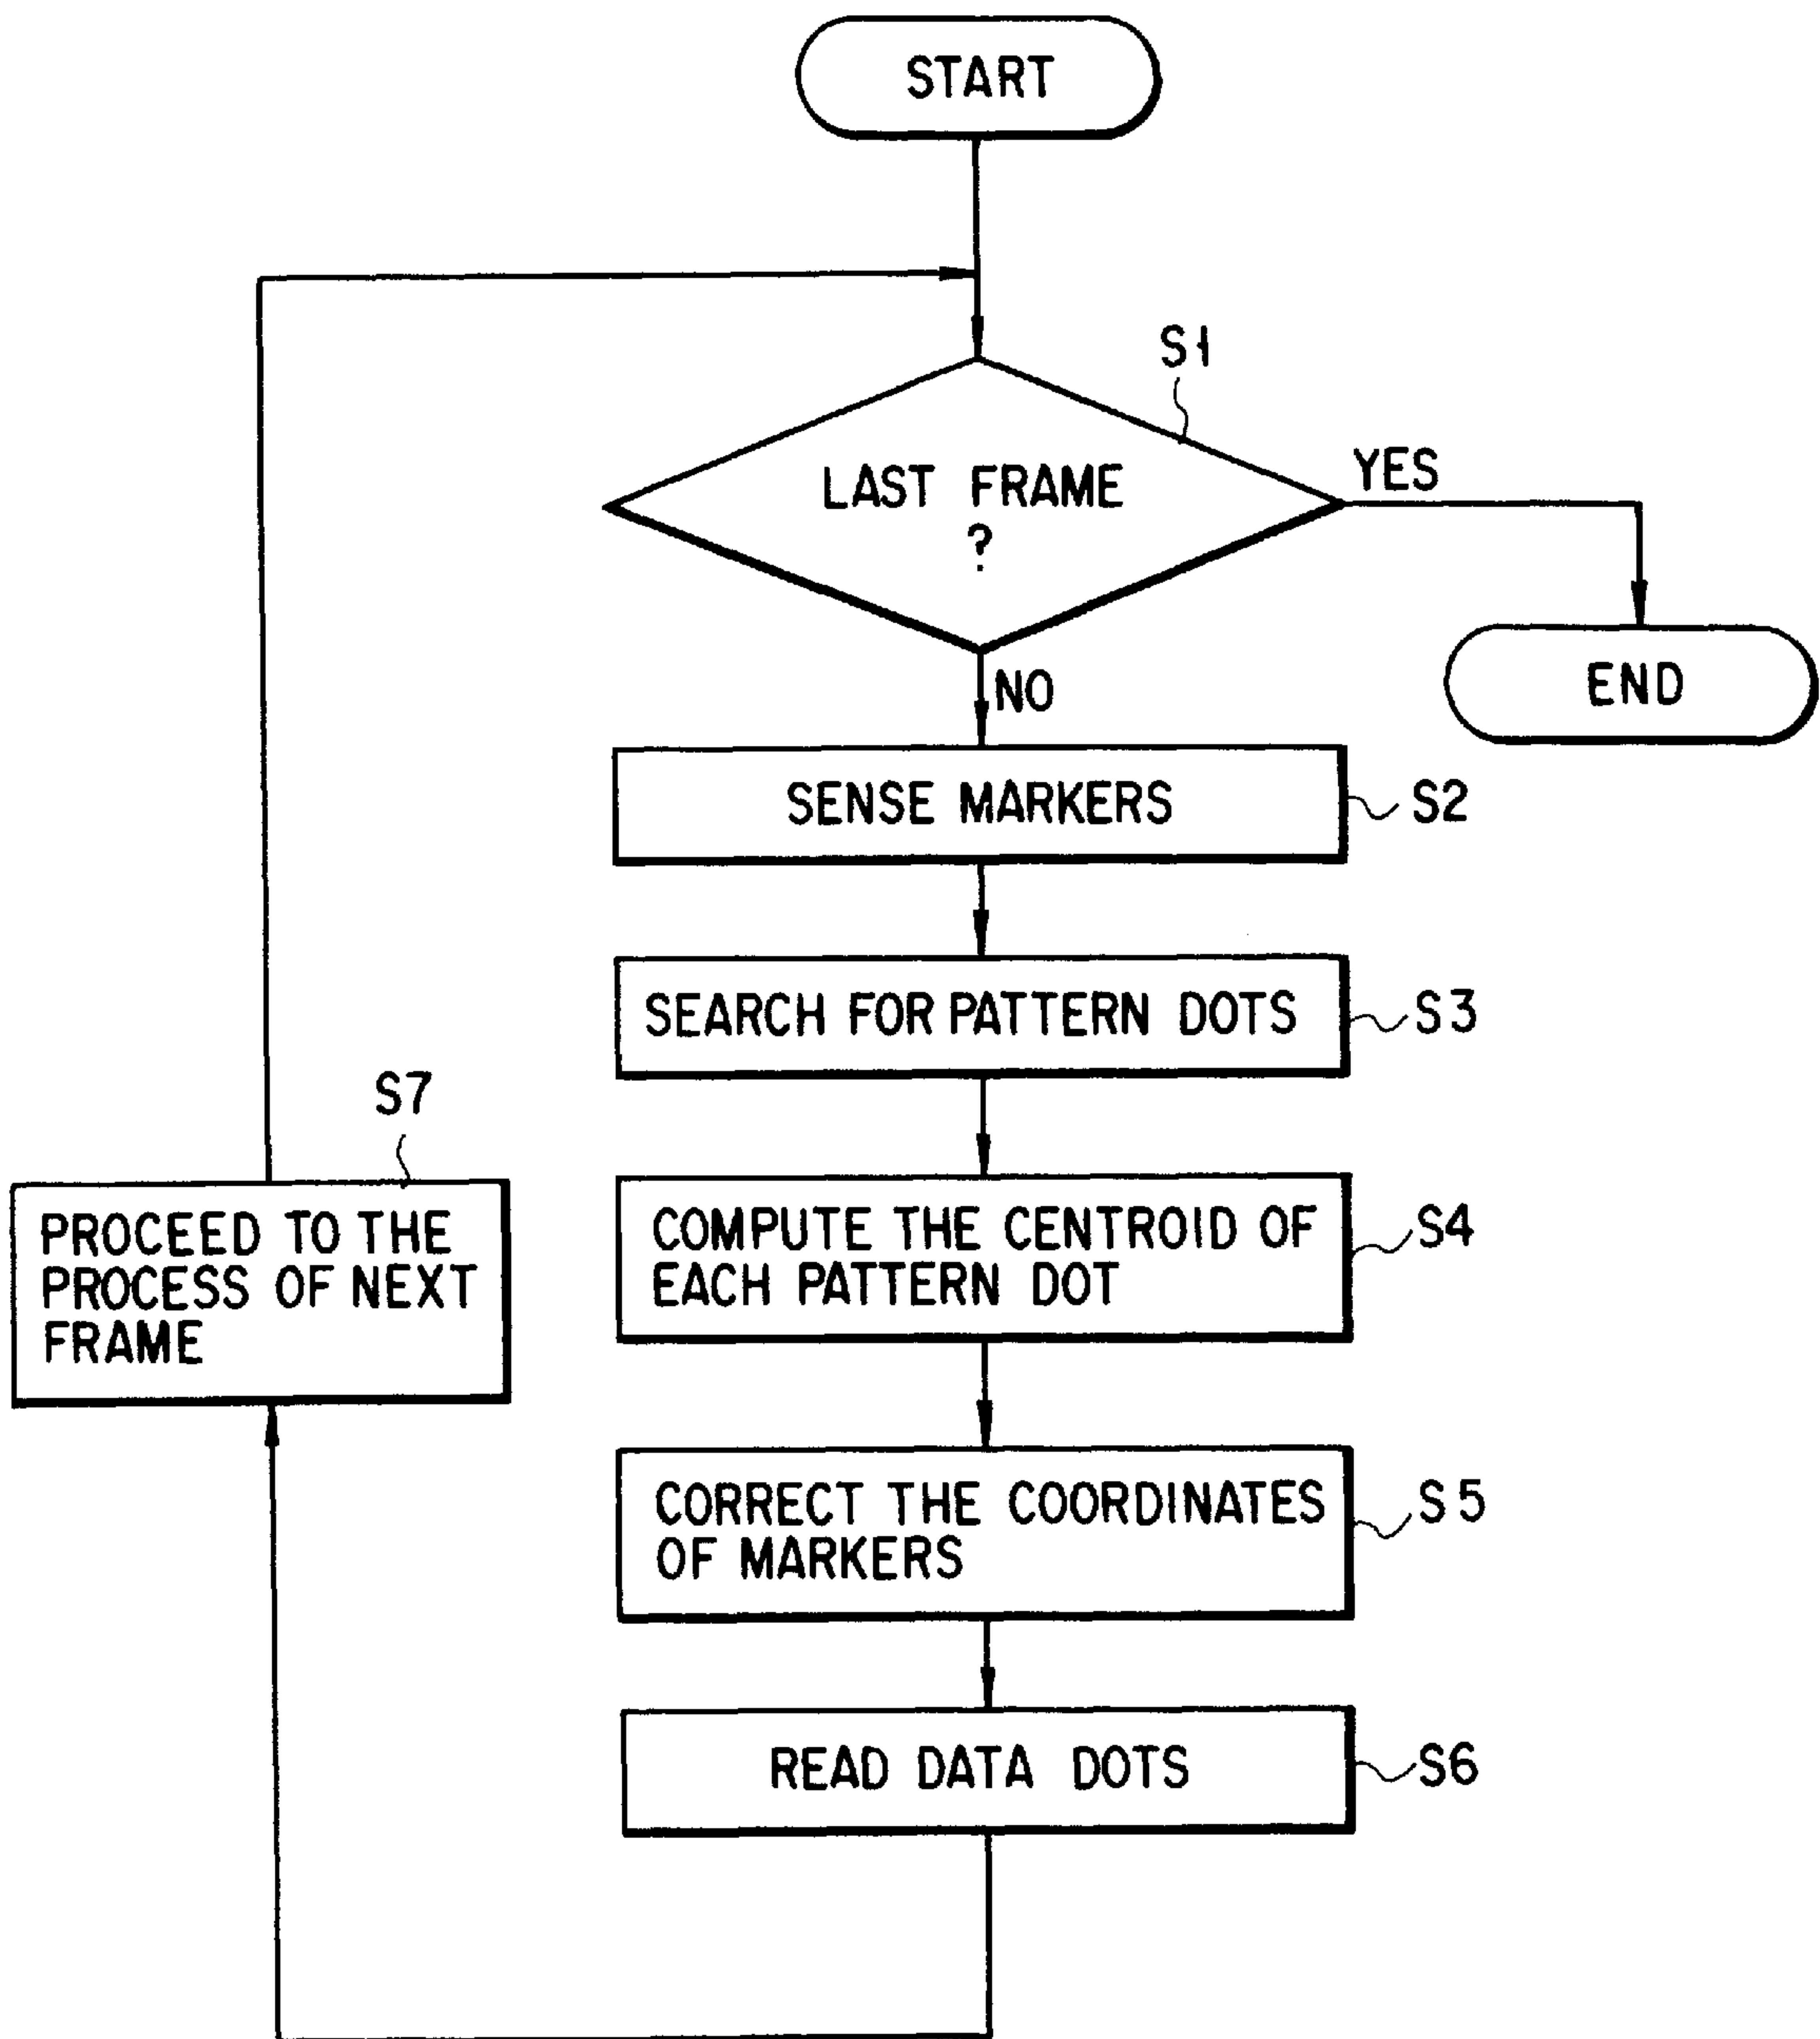 START
S1
LAST FRAME
?
YES
END
NO
SENSE MARKERS
S2
SEARCH FOR PATTERN DOTS
S3
COMPUTE THE CENTROID OF
EACH PATTERN DOT
S4
CORRECT THE COORDINATES
OF MARKERS
S5
READ DATA DOTS
S6
S7
PROCEED TO THE
PROCESS OF NEXT
FRAME